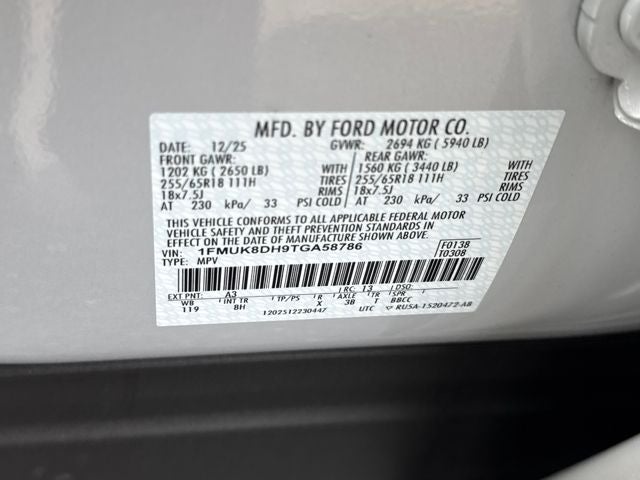 MFD. BY FORD MOTOR CO.
DATE: 12/25 GVWR: 2694 KG ( 5940 LB)
FRONT GAWR: REAR GAWR:
1202 KG ( 2650 LB) 1560 KG ( 3440 LB)
255/65R18 111H TIRES 255/65R18 111H TIRES
18x7.5J RIMS 18x7.5J RIMS
AT 230 kPa/ 33 PSI COLD AT 230 kPa/ 33 PSI COLD
THIS VEHICLE CONFORMS TO ALL APPLICABLE FEDERAL MOTOR
VEHICLE SAFETY AND THEFT PREVENTION STANDARDS IN
EFFECT ON THE DATE OF MANUFACTURE SHOWN ABOVE.
VIN: 1FMUK8DH9TGA58786 F0138
TYPE: MPV T0308
EXT PNT: A3 RC: 13 DSO:
WB INT TR TP/PS R AXLE TR SPR
119 8H X 3B T BBCC
1202512230447 UTC RU5A-1520472-AB